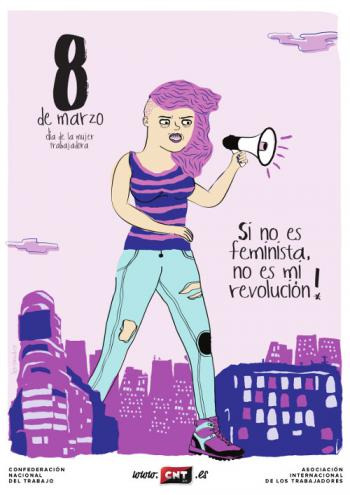 8
de marzo
día de la mujer
trabajadora
Si no es
feminista,
no es mi
revolución!
CONFEDERACIÓN
NACIONAL
DEL TRABAJO
www.CNT.es
ASOCIACIÓN
INTERNACIONAL
DE LOS TRABAJADORES